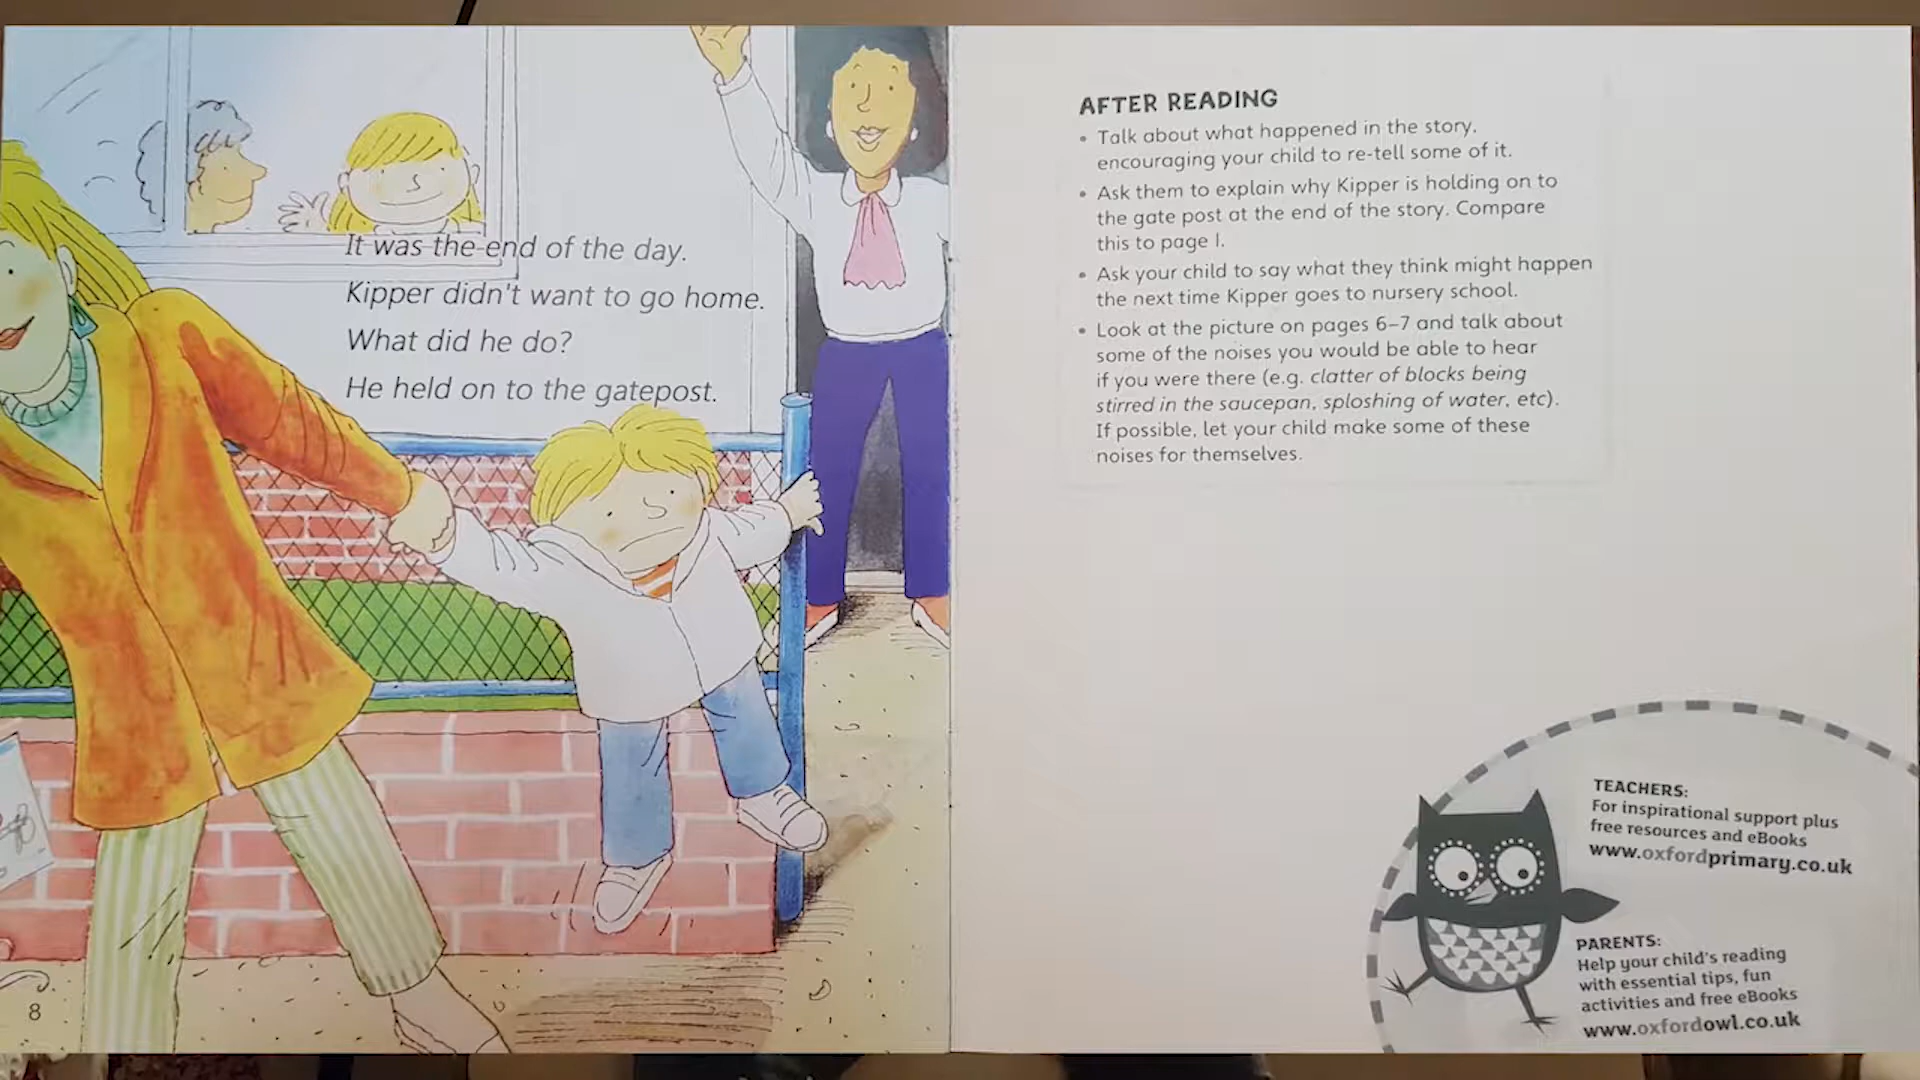 It was the end of the day.
Kipper didn't want to go home.
What did he do?
He held on to the gatepost.
8
AFTER READING
• Talk about what happened in the story,
encouraging your child to re-tell some of it.
• Ask them to explain why Kipper is holding on to
the gate post at the end of the story. Compare
this to page 1.
• Ask your child to say what they think might happen
the next time Kipper goes to nursery school.
• Look at the picture on pages 6–7 and talk about
some of the noises you would be able to hear
if you were there (e.g. clatter of blocks being
stirred in the saucepan, sploshing of water, etc).
If possible, let your child make some of these
noises for themselves.
TEACHERS:
For inspirational support plus
free resources and eBooks
www.oxfordprimary.co.uk
PARENTS:
Help your child's reading
with essential tips, fun
activities and free eBooks
www.oxfordowl.co.uk